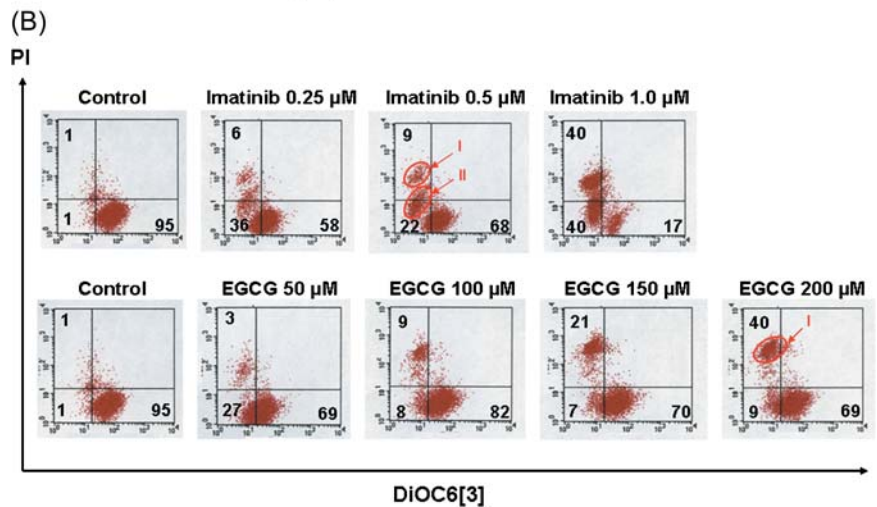 (B)
PI
Control
Imatinib 0.25 µM
Imatinib 0.5 µM
Imatinib 1.0 µM
1
6
9
40
I
II
1
95
36
58
22
68
40
17
Control
EGCG 50 µM
EGCG 100 µM
EGCG 150 µM
EGCG 200 µM
1
3
9
21
40
I
1
95
27
69
8
82
7
70
9
69
DiOC6[3]